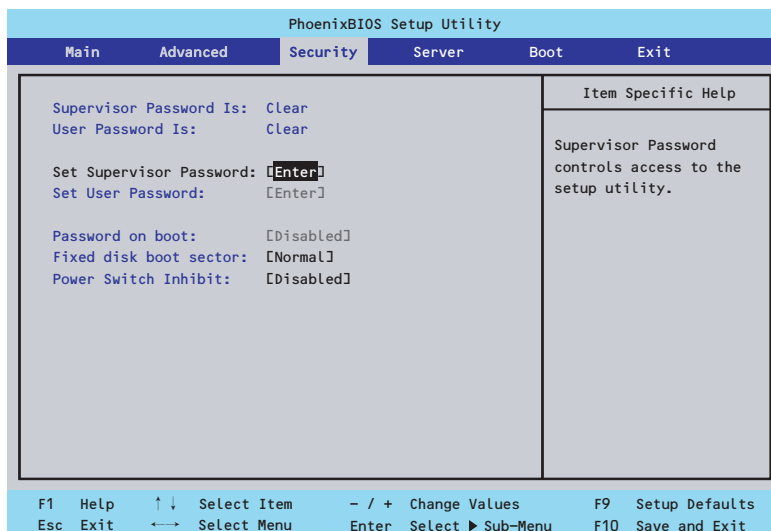 PhoenixBIOS Setup Utility
Main Advanced Security Server Boot Exit
Supervisor Password Is: Clear
User Password Is: Clear
Set Supervisor Password: [Enter]
Set User Password: [Enter]
Password on boot: [Disabled]
Fixed disk boot sector: [Normal]
Power Switch Inhibit: [Disabled]
Item Specific Help
Supervisor Password
controls access to the
setup utility.
F1 Help ↑↓ Select Item - / + Change Values F9 Setup Defaults
Esc Exit ←→ Select Menu Enter Select ▶ Sub-Menu F10 Save and Exit